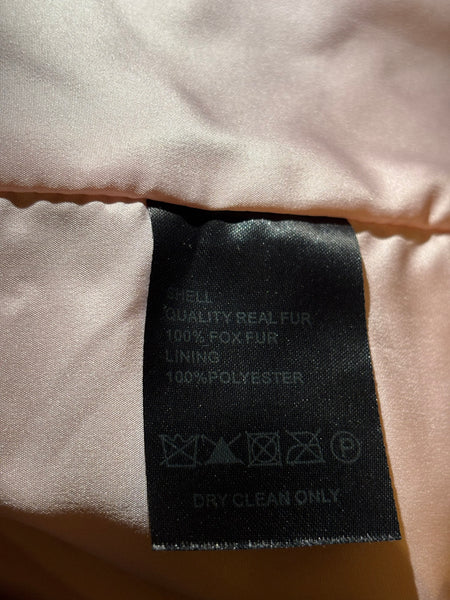 SHELL
QUALITY REAL FUR
100% FOX FUR
LINING
100%POLYESTER
P
DRY CLEAN ONLY